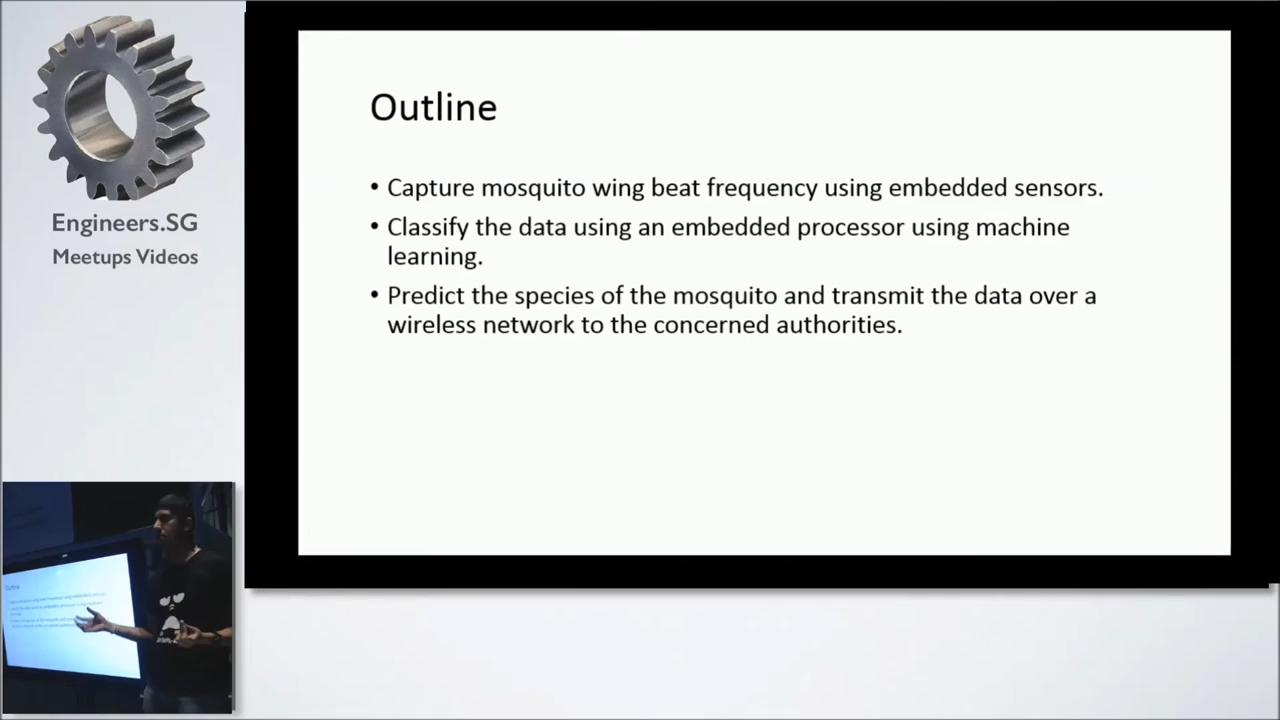 Engineers.SG
Meetups Videos
Outline
• Capture mosquito wing beat frequency using embedded sensors.
• Classify the data using an embedded processor using machine
learning.
• Predict the species of the mosquito and transmit the data over a
wireless network to the concerned authorities.
Outline